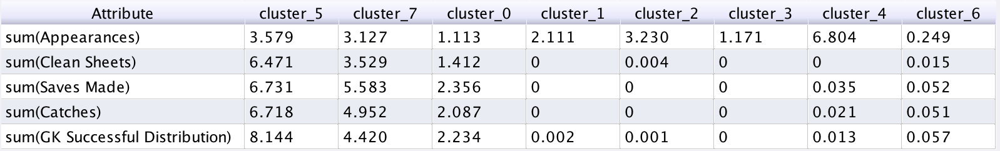 Attribute cluster_5 cluster_7 cluster_0 cluster_1 cluster_2 cluster_3 cluster_4 cluster_6
sum(Appearances) 3.579 3.127 1.113 2.111 3.230 1.171 6.804 0.249
sum(Clean Sheets) 6.471 3.529 1.412 0 0.004 0 0 0.015
sum(Saves Made) 6.731 5.583 2.356 0 0 0 0.035 0.052
sum(Catches) 6.718 4.952 2.087 0 0 0 0.021 0.051
sum(GK Successful Distribution) 8.144 4.420 2.234 0.002 0.001 0 0.013 0.057